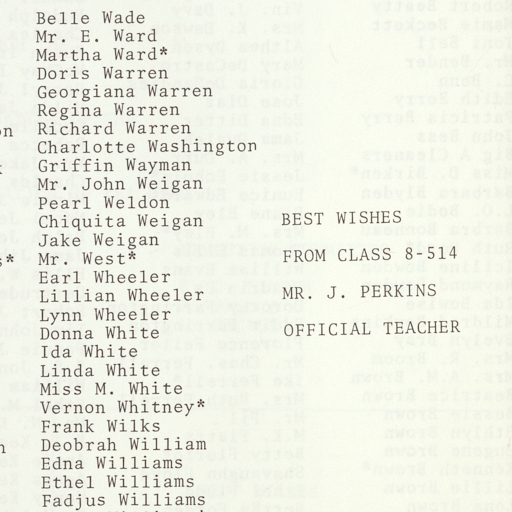 Belle Wade
Mr. E. Ward
Martha Ward*
Doris Warren
Georgiana Warren
Regina Warren
Richard Warren
Charlotte Washington
Griffin Wayman
Mr. John Weigan
Pearl Weldon
Chiquita Weigan
Jake Weigan
Mr. West*
Earl Wheeler
Lillian Wheeler
Lynn Wheeler
Donna White
Ida White
Linda White
Miss M. White
Vernon Whitney*
Frank Wilks
Deobrah William
Edna Williams
Ethel Williams
Fadjus Williams
BEST WISHES
FROM CLASS 8-514
MR. J. PERKINS
OFFICIAL TEACHER